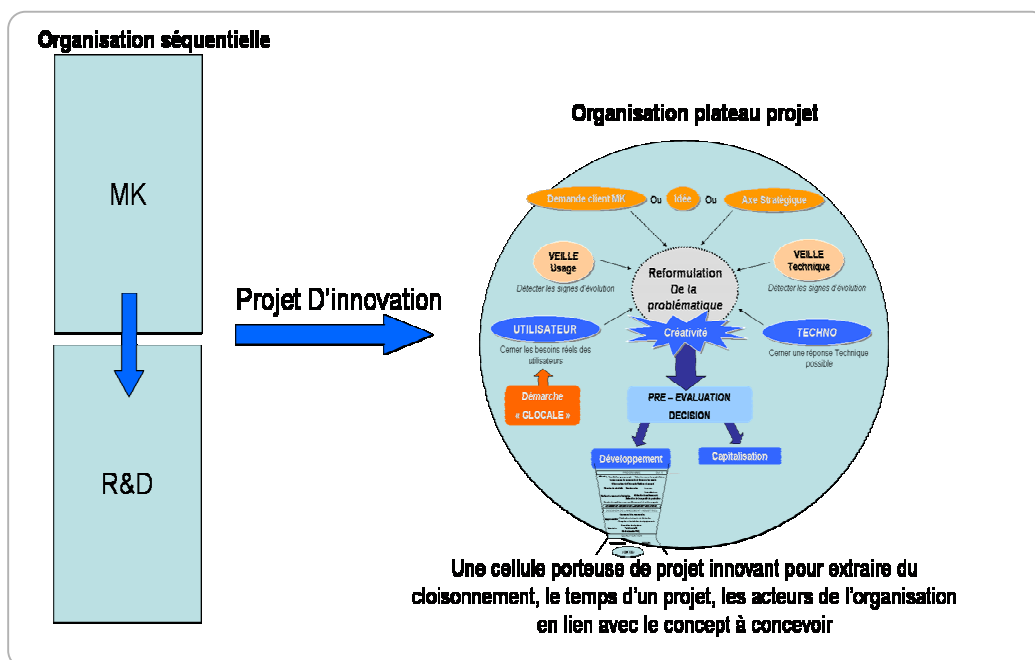 Organisation séquentielle
MK
R&D
Projet D'innovation
Organisation plateau projet
Demande client MK Ou Idée Ou Axe Stratégique
VEILLE
Usage
Détecter les signes d'évolution
VEILLE
Technique
Détecter les signes d'évolution
Reformulation
De la
problématique
Créativité
UTILISATEUR
Cerner les besoins réels des
utilisateurs
TECHNO
Cerner une réponse Technique
possible
Démarche
« GLOCALE »
PRE – EVALUATION
DECISION
Développement
Capitalisation
Une cellule porteuse de projet innovant pour extraire du
cloisonnement, le temps d'un projet, les acteurs de l'organisation
en lien avec le concept à concevoir